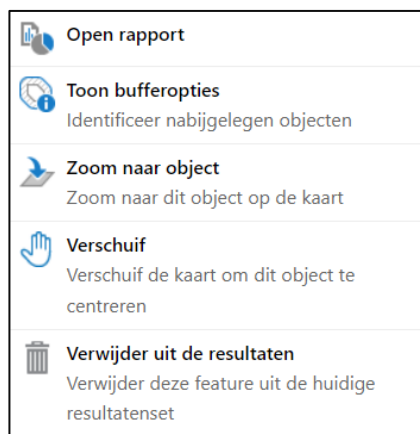 Open rapport
Toon bufferopties
Identificeer nabijgelegen objecten
Zoom naar object
Zoom naar dit object op de kaart
Verschuif
Verschuif de kaart om dit object te
centreren
Verwijder uit de resultaten
Verwijder deze feature uit de huidige
resultatenset